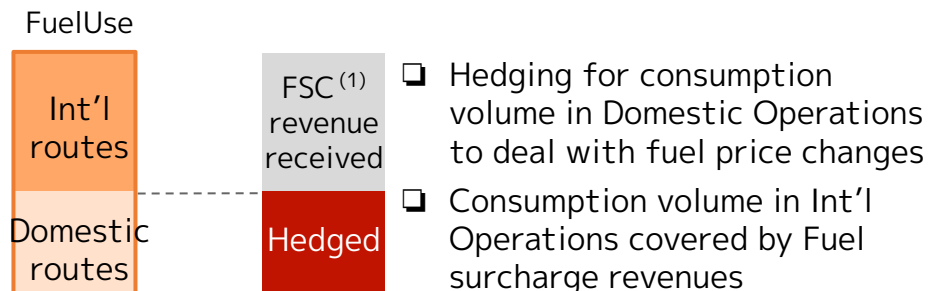 FuelUse
Int'l
routes
Domestic
routes
FSC (1)
revenue
received
Hedged
❏ Hedging for consumption
volume in Domestic Operations
to deal with fuel price changes
❏ Consumption volume in Int'l
Operations covered by Fuel
surcharge revenues